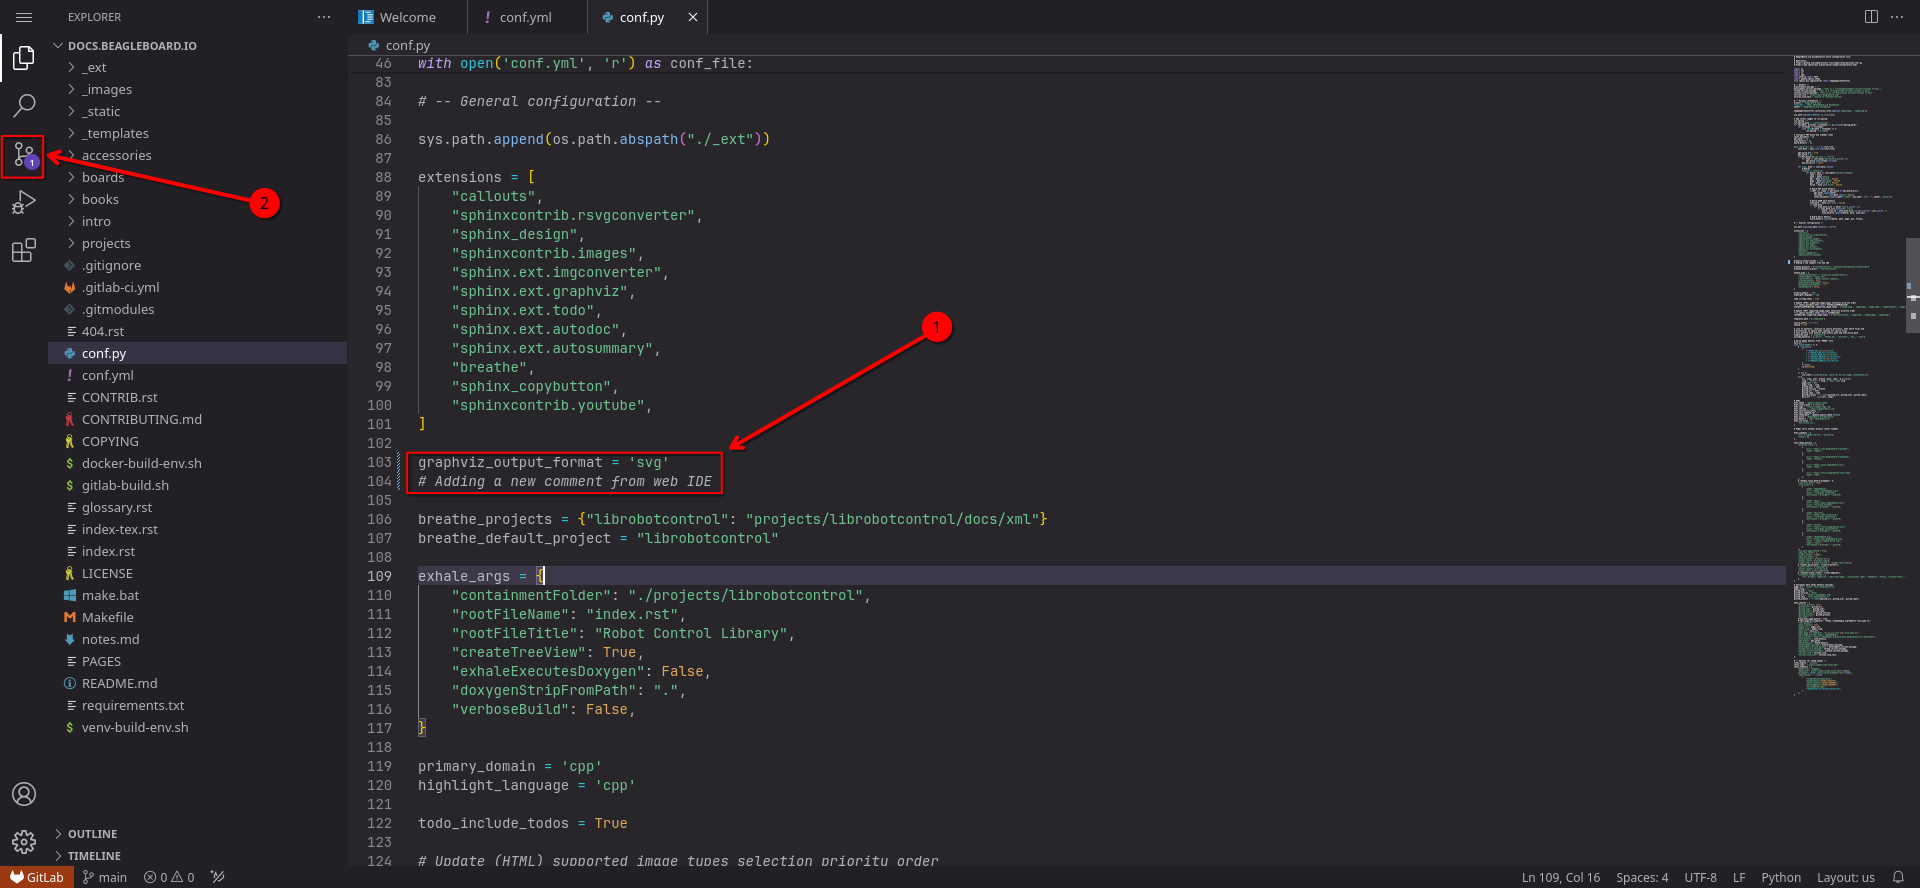 EXPLORER
Welcome
conf.yml
conf.py
DOCS.BEAGLEBOARD.IO
_ext
_images
_static
_templates
accessories
boards
books
intro
projects
.gitignore
.gitlab-ci.yml
.gitmodules
404.rst
conf.py
conf.yml
CONTRIB.rst
CONTRIBUTING.md
COPYING
docker-build-env.sh
gitlab-build.sh
glossary.rst
index-tex.rst
index.rst
LICENSE
make.bat
Makefile
notes.md
PAGES
README.md
requirements.txt
venv-build-env.sh
OUTLINE
TIMELINE
1
2
conf.py
46 with open('conf.yml', 'r') as conf_file:
83
84 # -- General configuration --
85
86 sys.path.append(os.path.abspath("./_ext"))
87
88 extensions = [
89 "callouts",
90 "sphinxcontrib.rsvgconverter",
91 "sphinx_design",
92 "sphinxcontrib.images",
93 "sphinx.ext.imgconverter",
94 "sphinx.ext.graphviz",
95 "sphinx.ext.todo",
96 "sphinx.ext.autodoc",
97 "sphinx.ext.autosummary",
98 "breathe",
99 "sphinx_copybutton",
100 "sphinxcontrib.youtube",
101 ]
102
103 graphviz_output_format = 'svg'
104 # Adding a new comment from web IDE
105
106 breathe_projects = {"librobotcontrol": "projects/librobotcontrol/docs/xml"}
107 breathe_default_project = "librobotcontrol"
108
109 exhale_args = {
110 "containmentFolder": "./projects/librobotcontrol",
111 "rootFileName": "index.rst",
112 "rootFileTitle": "Robot Control Library",
113 "createTreeView": True,
114 "exhaleExecutesDoxygen": False,
115 "doxygenStripFromPath": ".",
116 "verboseBuild": False,
117 }
118
119 primary_domain = 'cpp'
120 highlight_language = 'cpp'
121
122 todo_include_todos = True
123
124 # Update (HTML) supported image types selection priority order
1
GitLab
main
0 0
Ln 109, Col 16
Spaces: 4
UTF-8
LF
Python
Layout: us